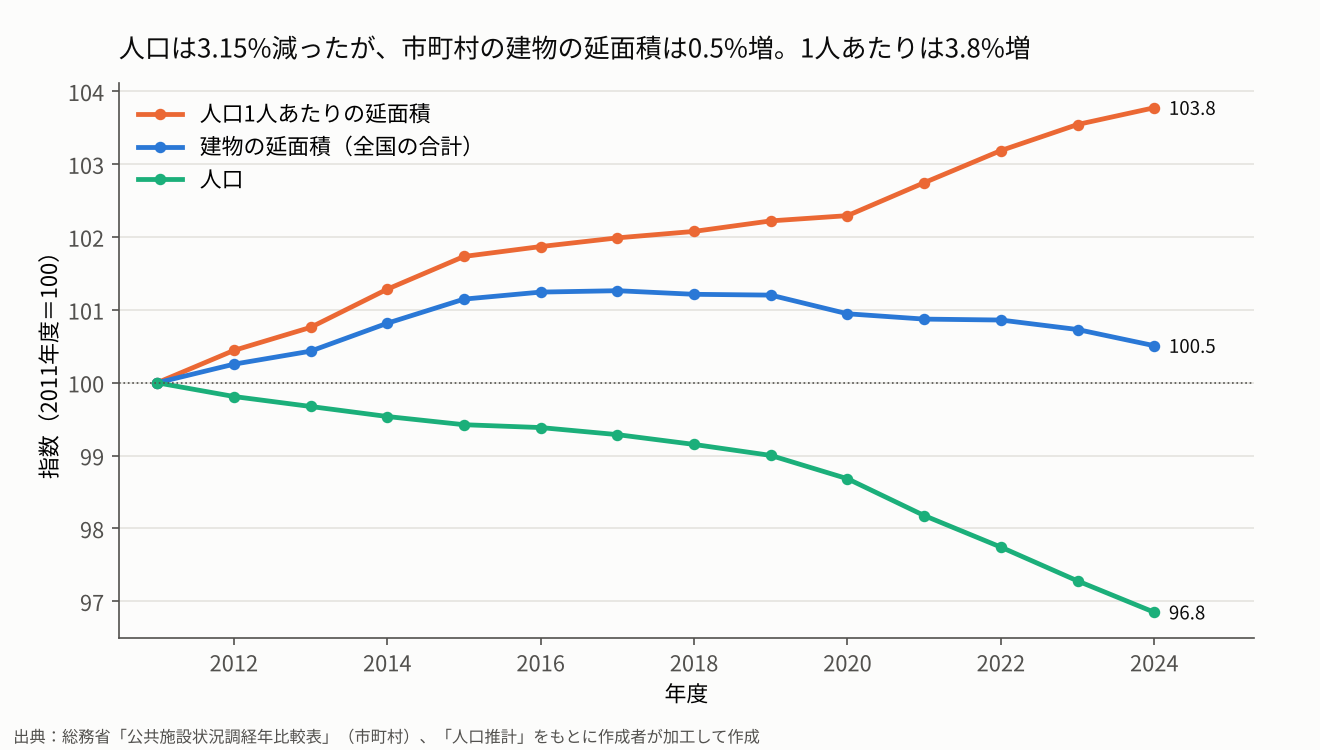 人口は3.15%減ったが、市町村の建物の延面積は0.5%増。1人あたりは3.8%増
人口1人あたりの延面積
建物の延面積（全国の合計）
人口
指数（2011年度＝100）
104
103
102
101
100
99
98
97
103.8
100.5
96.8
2012 2014 2016 2018 2020 2022 2024
年度
出典：総務省「公共施設状況調経年比較表」（市町村）、「人口推計」をもとに作成者が加工して作成